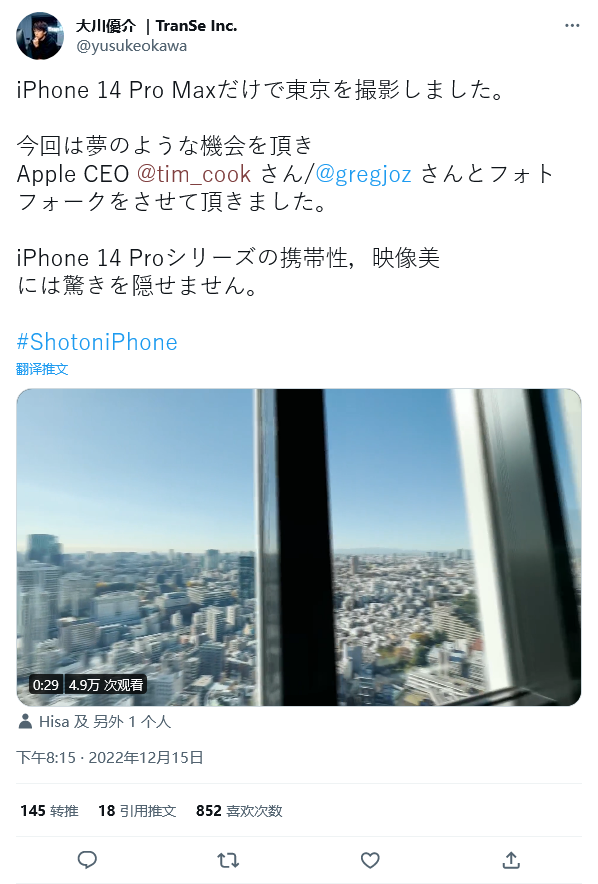 大川優介 ｜TranSe Inc.
@yusukeokawa
iPhone 14 Pro Maxだけで東京を撮影しました。
今回は夢のような機会を頂き
Apple CEO @tim_cook さん/@gregjoz さんとフォト
フォークをさせて頂きました。
iPhone 14 Proシリーズの携帯性，映像美
には驚きを隠せません。
#ShotoniPhone
翻译推文
0:29 4.9万 次观看
Hisa 及 另外 1 个人
下午8:15 · 2022年12月15日
145 转推 18 引用推文 852 喜欢次数